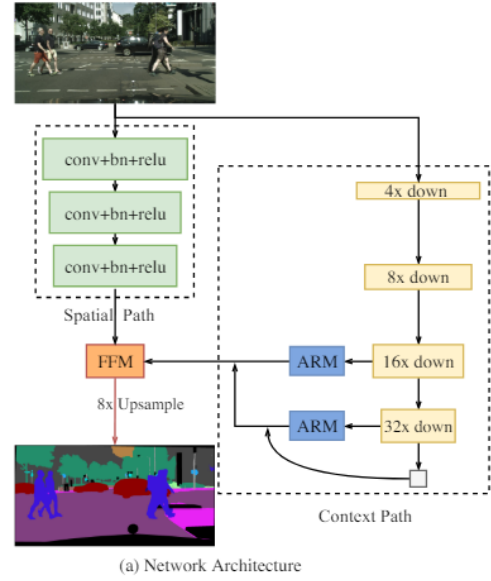 conv+bn+relu
conv+bn+relu
conv+bn+relu
Spatial Path
4x down
8x down
FFM
ARM
16x down
8x Upsample
ARM
32x down
Context Path
(a) Network Architecture